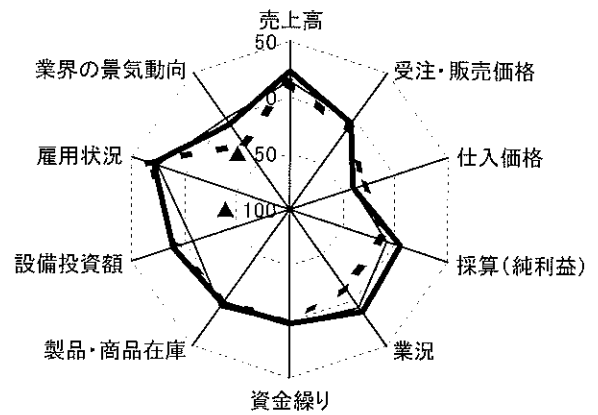 売上高
50
業界の景気動向
受注・販売価格
0
雇用状況
▲ 50
仕入価格
▲ 100
設備投資額
採算(純利益)
製品・商品在庫
業況
資金繰り